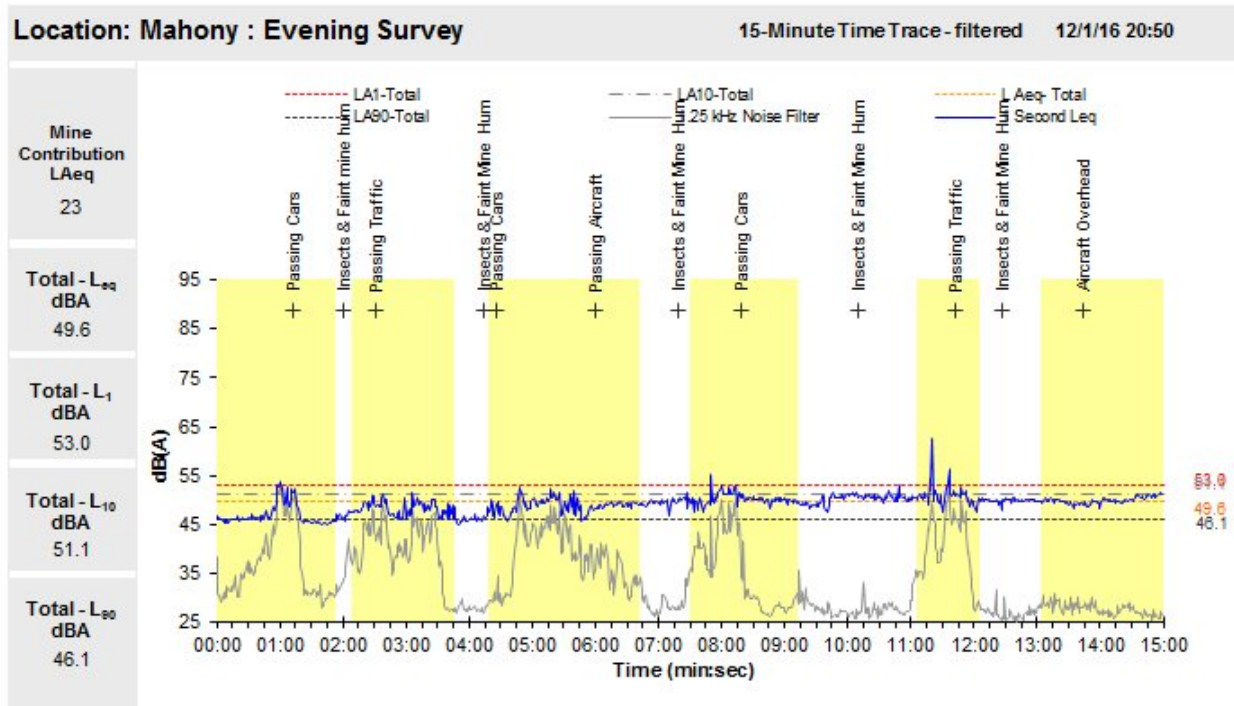 Location: Mahony : Evening Survey
15-Minute Time Trace - filtered 12/1/16 20:50
Mine
Contribution
LAeq
23
Total - Leq
dBA
49.6
Total - L1
dBA
53.0
Total - L10
dBA
51.1
Total - L90
dBA
46.1
LA1-Total
LA10-Total
L Aeq- Total
LA90-Total
.25 kHz Noise Filter
Second Leq
Passing Cars
Insects & Faint mine hum
Passing Traffic
Insects & Faint Mine Hum
Passing Cars
Passing Aircraft
Insects & Faint Mine Hum
Passing Cars
Insects & Faint Mine Hum
Passing Traffic
Insects & Faint Mine Hum
Aircraft Overhead
dB(A)
95
85
75
65
55
45
35
25
49.6
46.1
00:00 01:00 02:00 03:00 04:00 05:00 06:00 07:00 08:00 09:00 10:00 11:00 12:00 13:00 14:00 15:00
Time (min:sec)